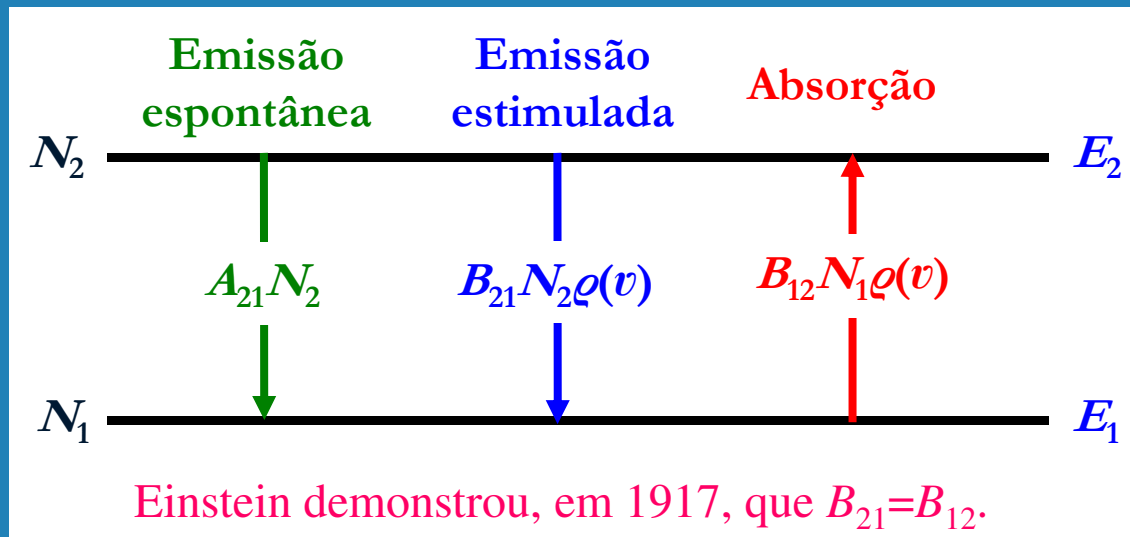 Emissão
espontânea
Emissão
estimulada
Absorção
N₂
E₂
A₂₁N₂
B₂₁N₂ϱ(ν)
B₁₂N₁ϱ(ν)
N₁
E₁
Einstein demonstrou, em 1917, que B₂₁=B₁₂.